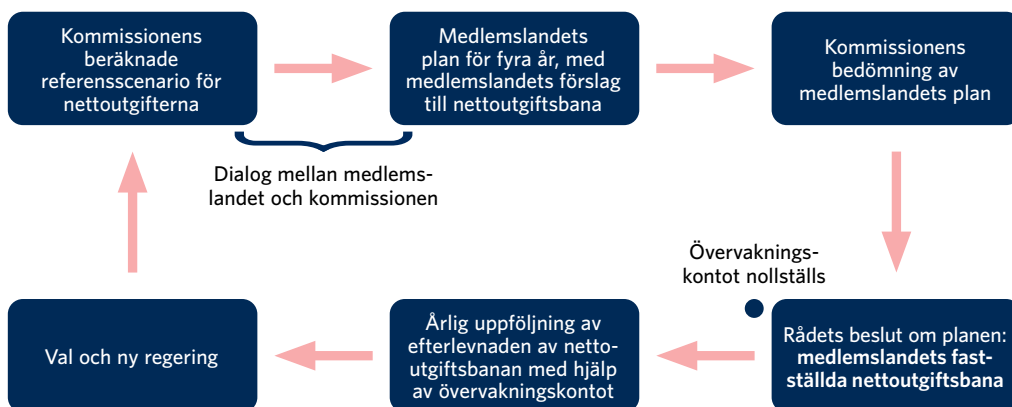 Kommissionens
beräknade
referensscenario för
nettoutgifterna
Medlemslandets
plan för fyra år, med
medlemslandets förslag
till nettoutgiftsbana
Kommissionens
bedömning av
medlemslandets plan
Dialog mellan medlems-
landet och kommissionen
Övervaknings-
kontot nollställs
Val och ny regering
Årlig uppföljning av
efterlevnaden av netto-
utgiftsbanan med hjälp
av övervakningskontot
Rådets beslut om planen:
medlemslandets fast-
ställda nettoutgiftsbana